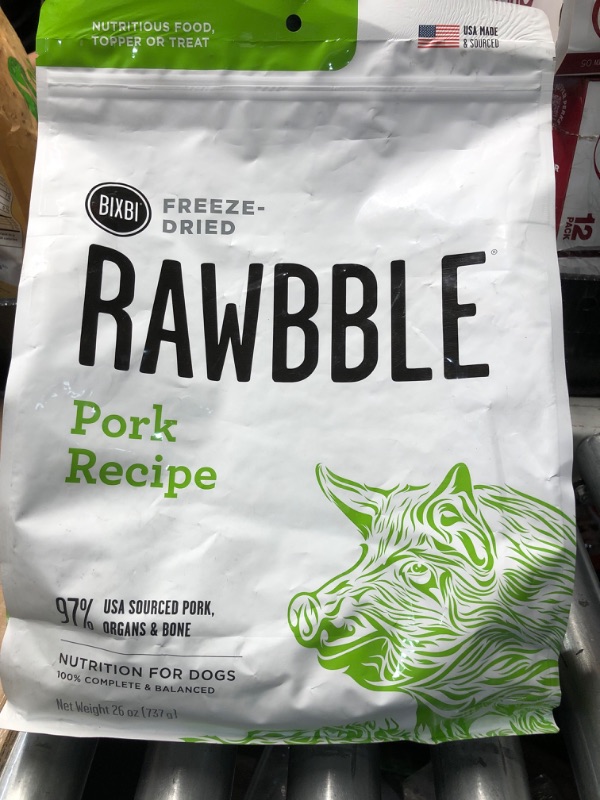 NUTRITIOUS FOOD,
TOPPER OR TREAT
USA MADE
& SOURCED
BIXBI
FREEZE-
DRIED
RAWBBLE®
Pork
Recipe
97% USA SOURCED PORK,
ORGANS & BONE
NUTRITION FOR DOGS
100% COMPLETE & BALANCED
Net Weight 26 oz (737 g)
12
PACK